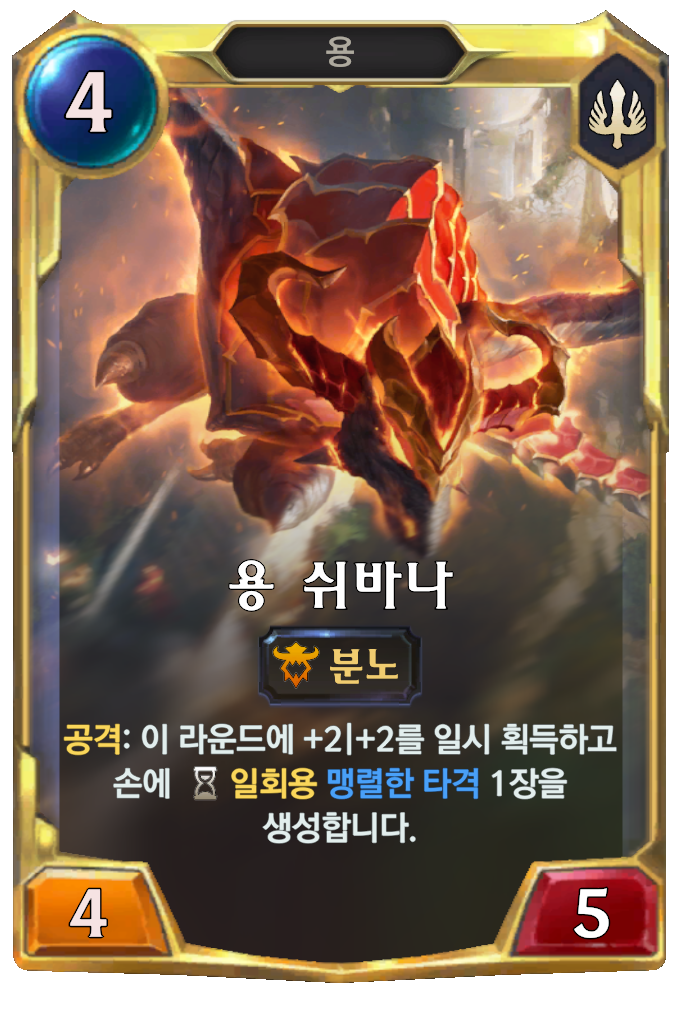 용
4
용 쉬바나
분노
공격: 이 라운드에 +2|+2를 일시 획득하고
손에 일회용 맹렬한 타격 1장을
생성합니다.
4
5